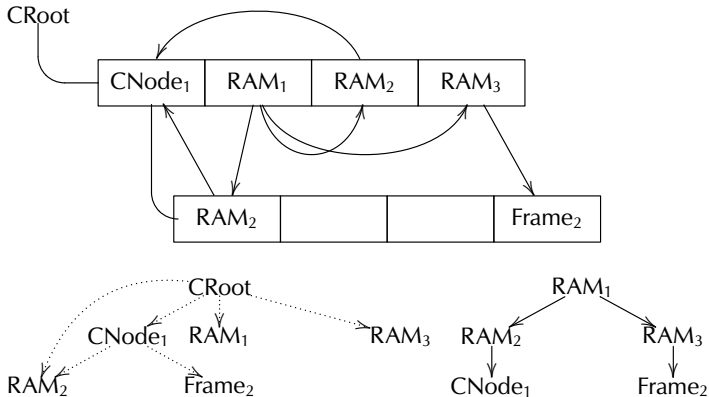 CRoot
CNode₁ RAM₁ RAM₂ RAM₃
RAM₂ Frame₂
CRoot RAM₁
CNode₁ RAM₁ RAM₃ RAM₂ RAM₃
RAM₂ Frame₂ CNode₁ Frame₂